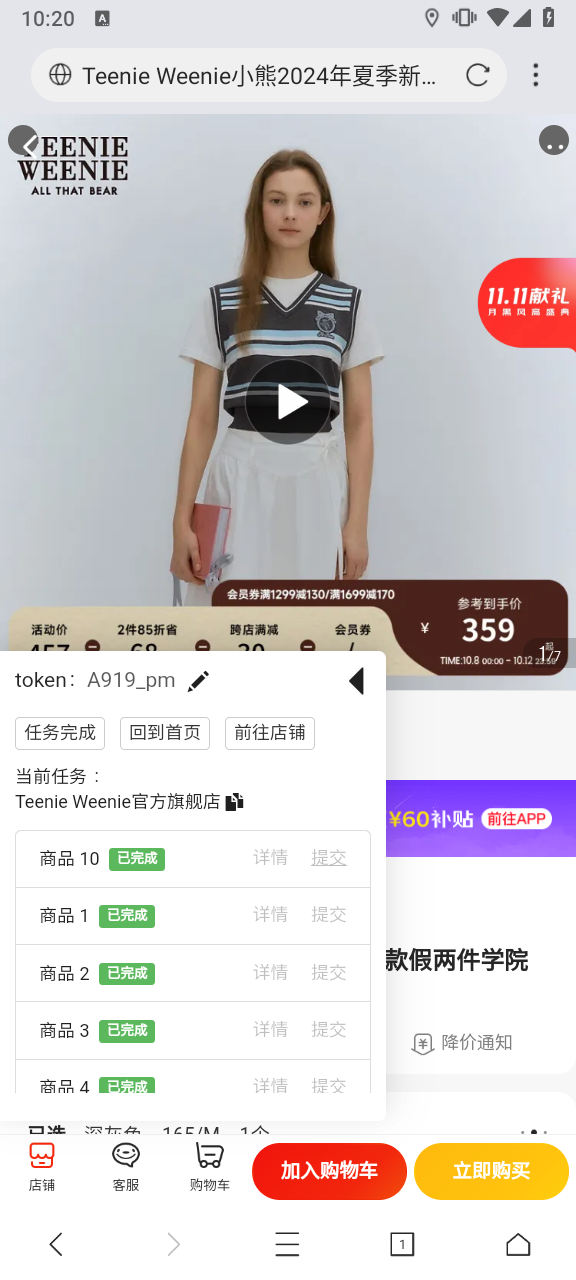 10:20
A
Teenie Weenie小熊2024年夏季新…
TEENIE
WEENIE
ALL THAT BEAR
11.11献礼
月黑风高盛典
会员券满1299减130/满1699减170
参考到手价
¥ 359
起
TIME:10.8 00:00 - 10.12 23:59
1/7
活动价 2件85折省 跨店满减 会员券
token： A919_pm
任务完成 回到首页 前往店铺
当前任务：
Teenie Weenie官方旗舰店
¥60补贴 前往APP
商品 10 已完成 详情 提交
商品 1 已完成 详情 提交
款假两件学院
商品 2 已完成 详情 提交
商品 3 已完成 详情 提交
降价通知
商品 4 已完成 详情 提交
已选 深灰色 165/M 1个
店铺 客服 购物车 加入购物车 立即购买
1